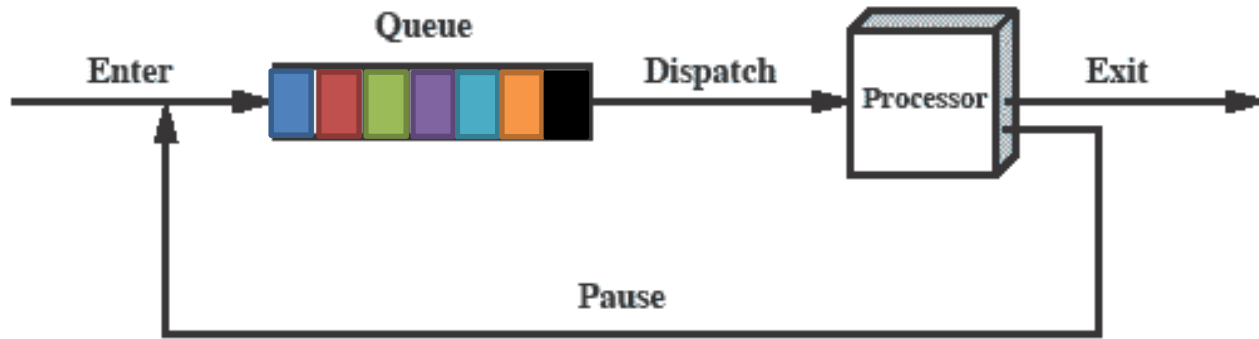 Queue
Enter
Dispatch
Processor
Exit
Pause